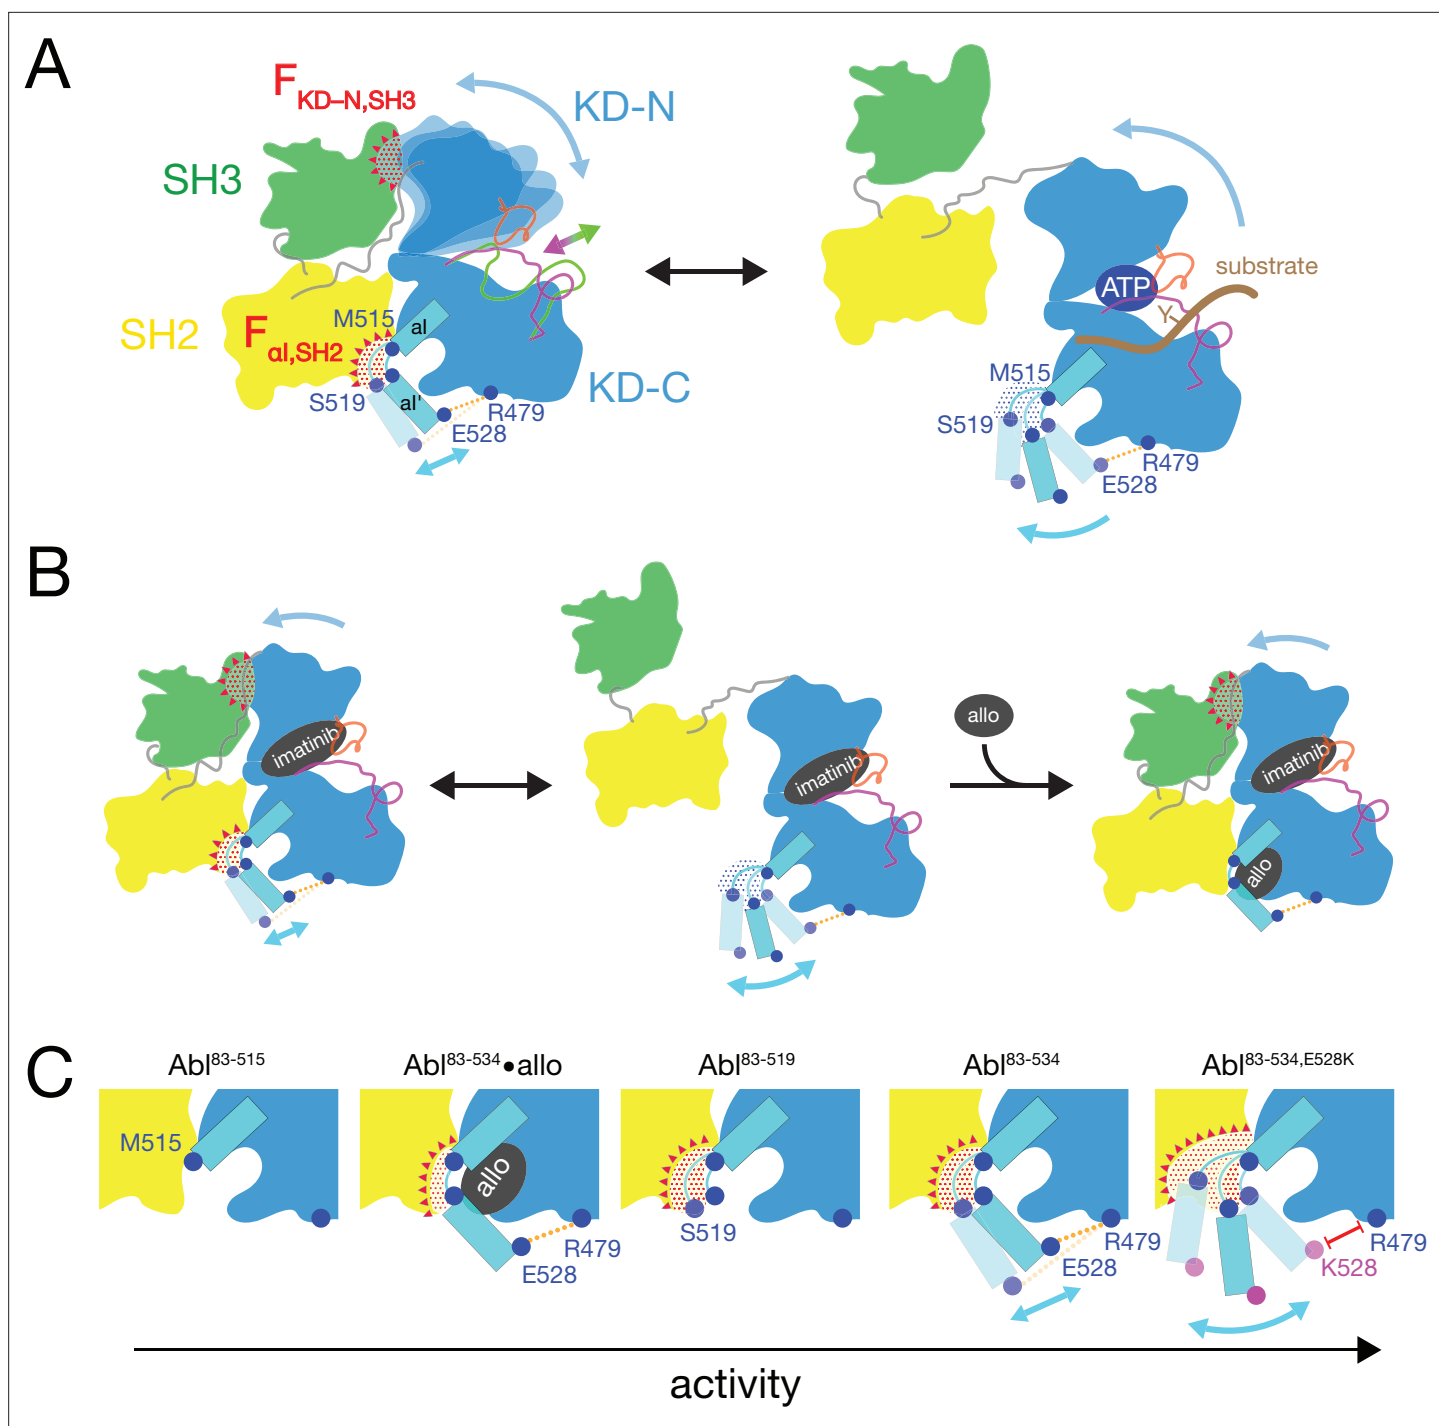 A
F KD–N,SH3
KD-N
SH3
substrate
ATP
Y
SH2
F αI,SH2
M515
αI
KD-C
M515
S519
αI'
R479
E528
S519
R479
E528
B
allo
imatinib
imatinib
imatinib
allo
C
Abl83-515
Abl83-534●allo
Abl83-519
Abl83-534
Abl83-534,E528K
M515
allo
S519
R479
E528
R479
E528
R479
K528
activity